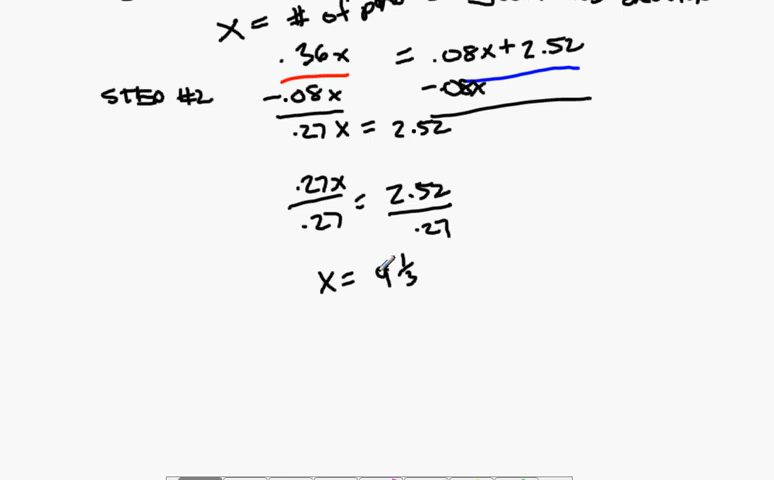 X = # of
.36x = .08x + 2.52
STEP #2 -.08x -.08x
.27x = 2.52
.27x = 2.52
.27 .27
X = 9 1/3